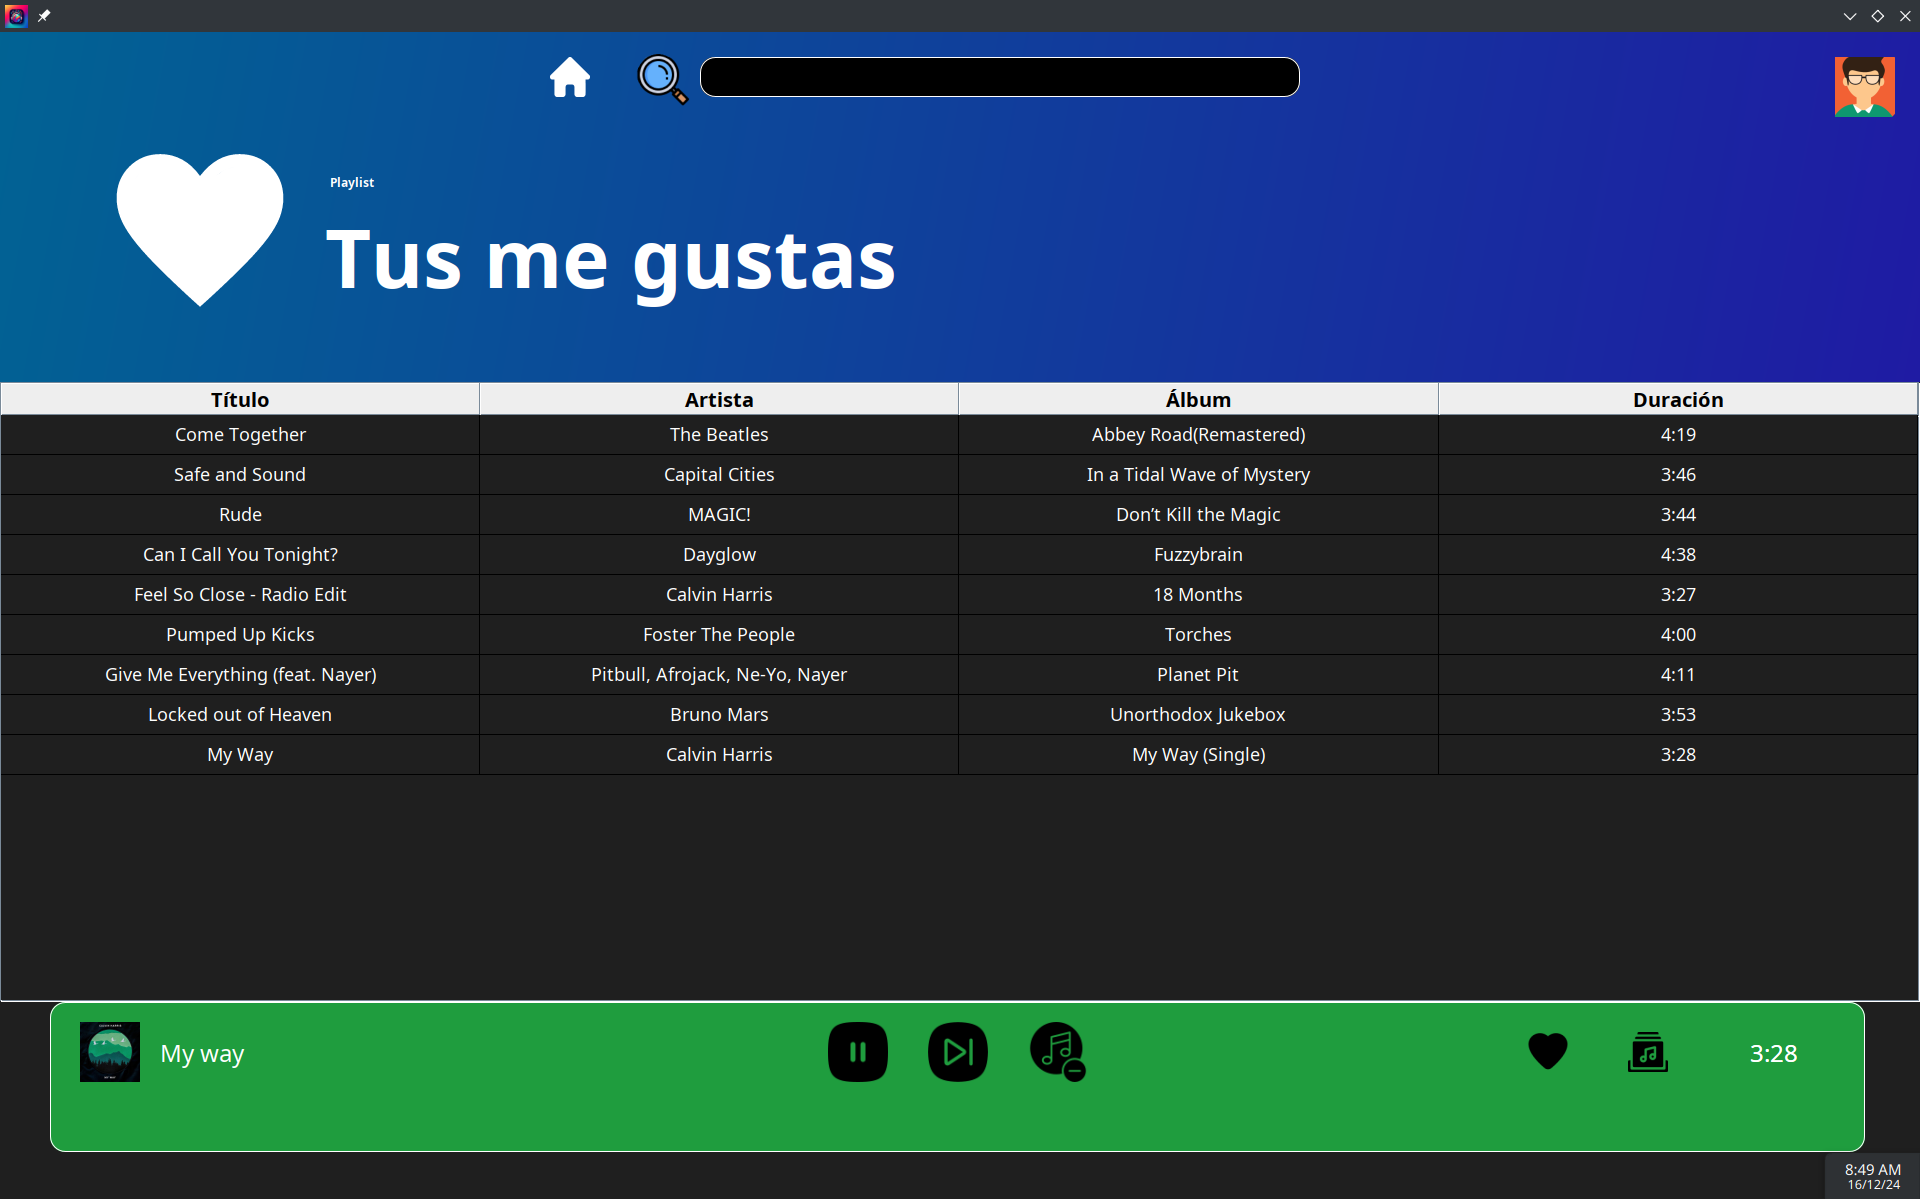 Playlist
Tus me gustas
Título Artista Álbum Duración
Come Together The Beatles Abbey Road(Remastered) 4:19
Safe and Sound Capital Cities In a Tidal Wave of Mystery 3:46
Rude MAGIC! Don’t Kill the Magic 3:44
Can I Call You Tonight? Dayglow Fuzzybrain 4:38
Feel So Close - Radio Edit Calvin Harris 18 Months 3:27
Pumped Up Kicks Foster The People Torches 4:00
Give Me Everything (feat. Nayer) Pitbull, Afrojack, Ne-Yo, Nayer Planet Pit 4:11
Locked out of Heaven Bruno Mars Unorthodox Jukebox 3:53
My Way Calvin Harris My Way (Single) 3:28
My way 3:28
8:49 AM
16/12/24